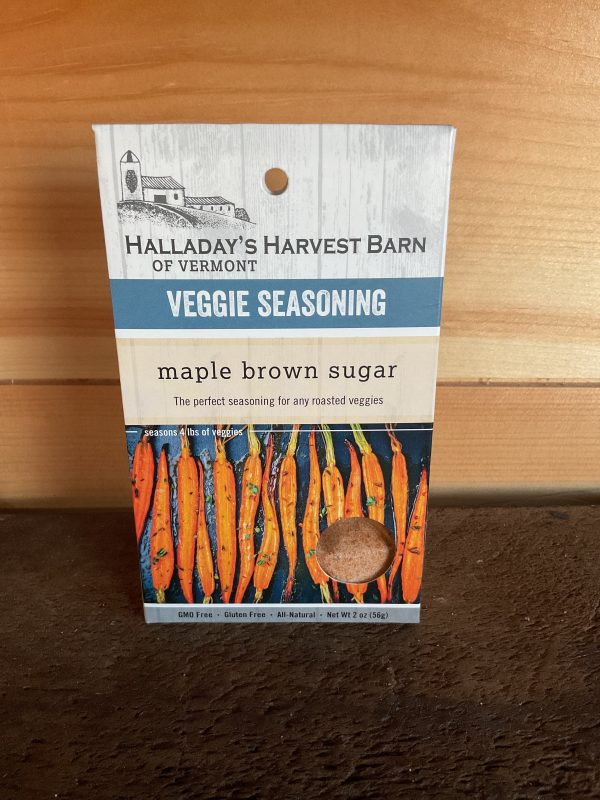 HALLADAY'S HARVEST BARN
OF VERMONT
VEGGIE SEASONING
maple brown sugar
The perfect seasoning for any roasted veggies
seasons 4 lbs of veggies
GMO Free • Gluten Free • All-Natural • Net Wt 2 oz (56g)